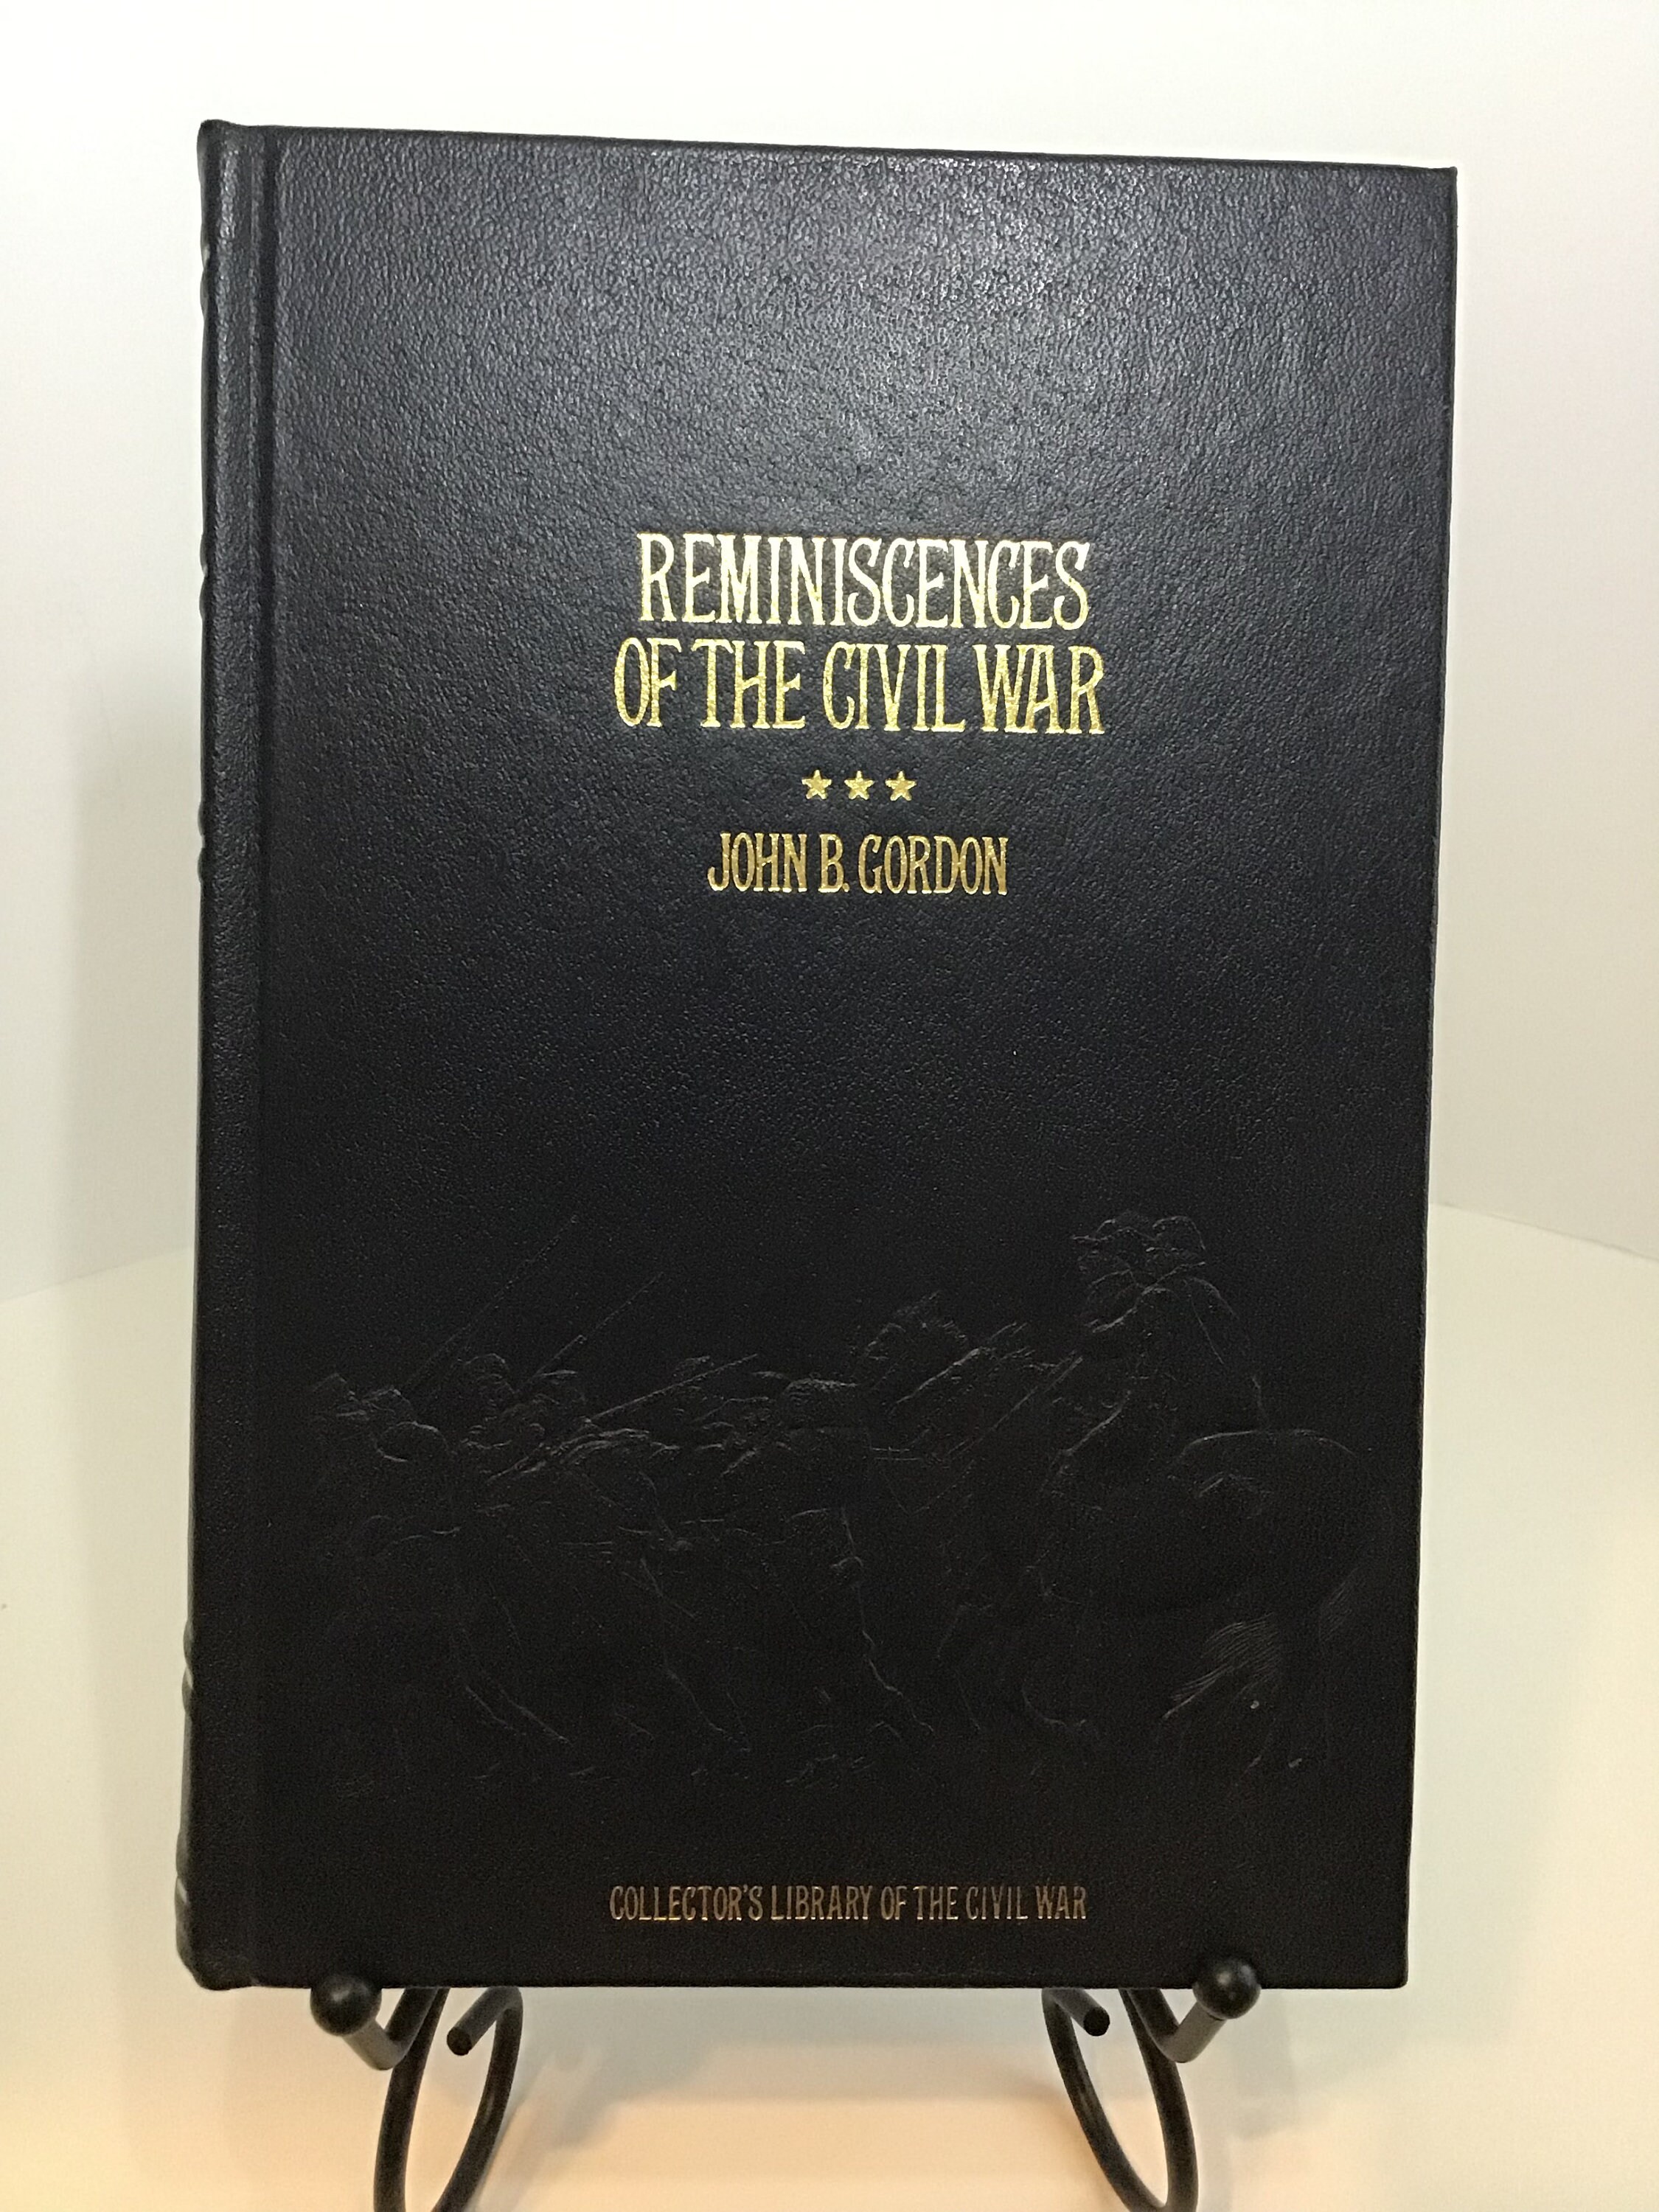 REMINISCENCES
OF THE CIVIL WAR
★★★
JOHN B. GORDON
COLLECTOR'S LIBRARY OF THE CIVIL WAR